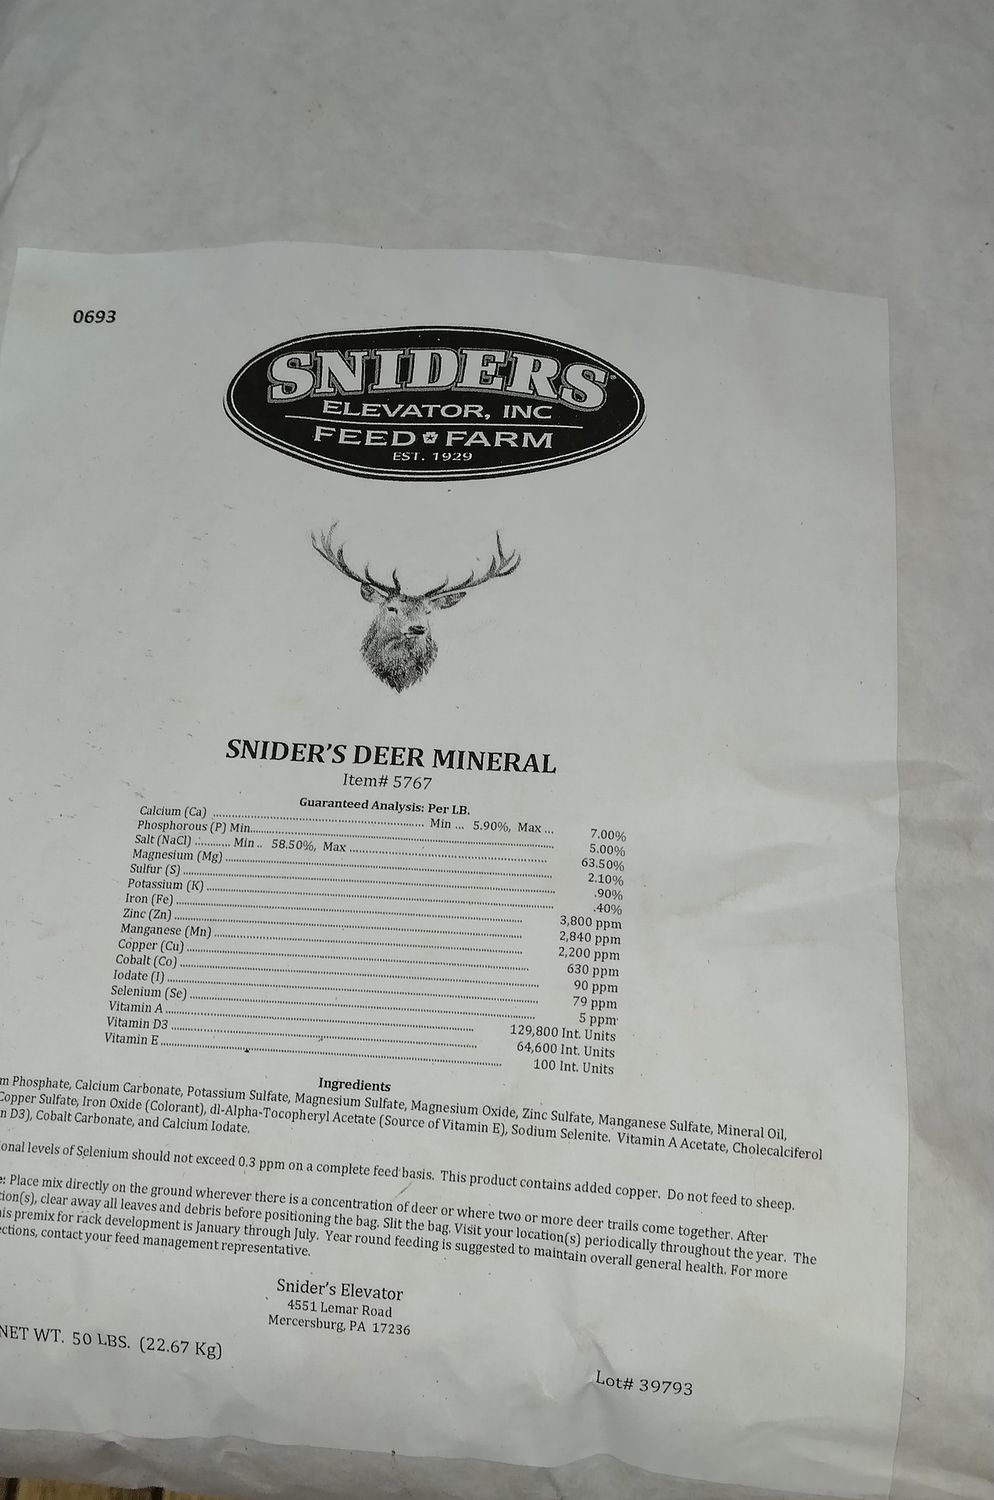 0693
SNIDERS
ELEVATOR, INC
FEED FARM
EST. 1929
SNIDER'S DEER MINERAL
Item# 5767
Guaranteed Analysis: Per LB.
Calcium (Ca) ........ Min ... 5.90%, Max ... 7.00%
Phosphorous (P) Min........ 5.00%
Salt (NaCl) ........... Min .. 58.50%, Max ........ 63.50%
Magnesium (Mg) ........ 2.10%
Sulfur (S) ........ .90%
Potassium (K) ........ .40%
Iron (Fe) ........ 3,800 ppm
Zinc (Zn) ........ 2,840 ppm
Manganese (Mn) ........ 2,200 ppm
Copper (Cu) ........ 630 ppm
Cobalt (Co) ........ 90 ppm
Iodate (I) ........ 79 ppm
Selenium (Se) ........ 5 ppm
Vitamin A ........ 129,800 Int. Units
Vitamin D3 ........ 64,600 Int. Units
Vitamin E ........ 100 Int. Units
Ingredients
m Phosphate, Calcium Carbonate, Potassium Sulfate, Magnesium Sulfate, Magnesium Oxide, Zinc Sulfate, Manganese Sulfate, Mineral Oil,
Copper Sulfate, Iron Oxide (Colorant), dl-Alpha-Tocopheryl Acetate (Source of Vitamin E), Sodium Selenite. Vitamin A Acetate, Cholecalciferol
n D3), Cobalt Carbonate, and Calcium Iodate.
onal levels of Selenium should not exceed 0.3 ppm on a complete feed basis. This product contains added copper. Do not feed to sheep.
e: Place mix directly on the ground wherever there is a concentration of deer or where two or more deer trails come together. After
tion(s), clear away all leaves and debris before positioning the bag. Slit the bag. Visit your location(s) periodically throughout the year. The
is premix for rack development is January through July. Year round feeding is suggested to maintain overall general health. For more
ections, contact your feed management representative.
Snider's Elevator
4551 Lemar Road
Mercersburg, PA 17236
NET WT. 50 LBS. (22.67 Kg)
Lot# 39793